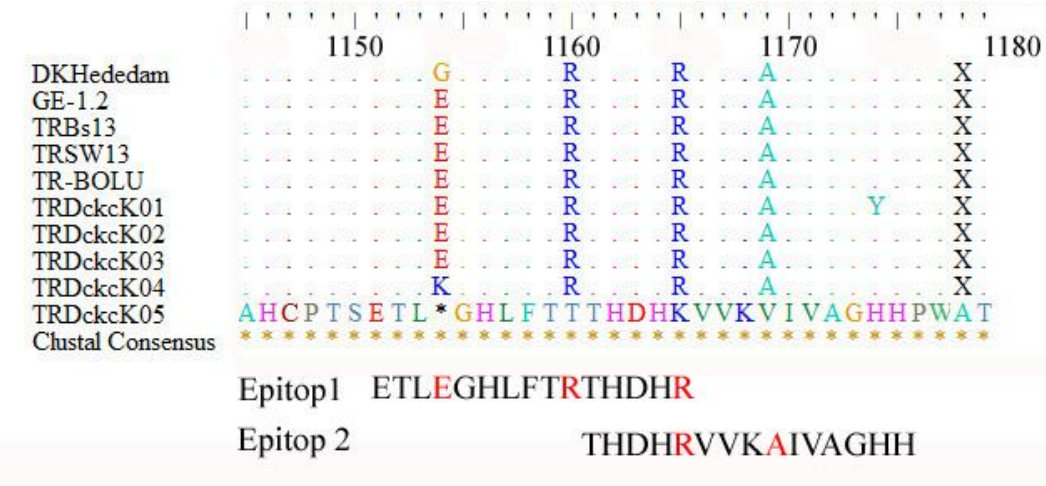 1150 1160 1170 1180
DKHededam .........G.....R....R...A........X.
GE-1.2 .........E.....R....R...A........X.
TRBs13 .........E.....R....R...A........X.
TRSW13 .........E.....R....R...A........X.
TR-BOLU .........E.....R....R...A........X.
TRDckcK01 .........E.....R....R...A....Y...X.
TRDckcK02 .........E.....R....R...A........X.
TRDckcK03 .........E.....R....R...A........X.
TRDckcK04 .........K.....R....R...A........X.
TRDckcK05 AHCPTSETL*GHLFTTTHDHKVVKVIVAGHHPWAT
Clustal Consensus ***********************************
Epitop1 ETLEGHLFTRTHDHR
Epitop 2 THDHRVVKAIVAGHH